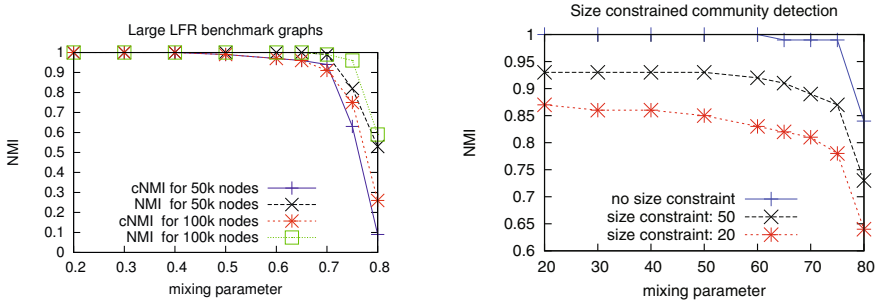 Large LFR benchmark graphs
NMI
1
0.9
0.8
0.7
0.6
0.5
0.4
0.3
0.2
0.1
0
cNMI for 50k nodes
NMI for 50k nodes
cNMI for 100k nodes
NMI for 100k nodes
0.2 0.3 0.4 0.5 0.6 0.7 0.8
mixing parameter
Size constrained community detection
NMI
1
0.95
0.9
0.85
0.8
0.75
0.7
0.65
0.6
no size constraint
size constraint: 50
size constraint: 20
20 30 40 50 60 70 80
mixing parameter